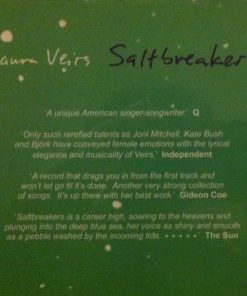 aura Veirs Saltbreaker
'A unique American singer-songwriter.' Q
'Only such rarefied talents as Joni Mitchell, Kate Bush
and Björk have conveyed female emotions with the lyrical
elegance and musicality of Veirs.' Independent
'A record that drags you in from the first track and
won't let go til it's done. Another very strong collection
of songs. It's up there with her best work.' Gideon Coe
'Saltbreakers is a career high, soaring to the heavens and
plunging into the deep blue sea, her voice as shiny and smooth
as a pebble washed by the incoming tide. ★★★★★' The Sun